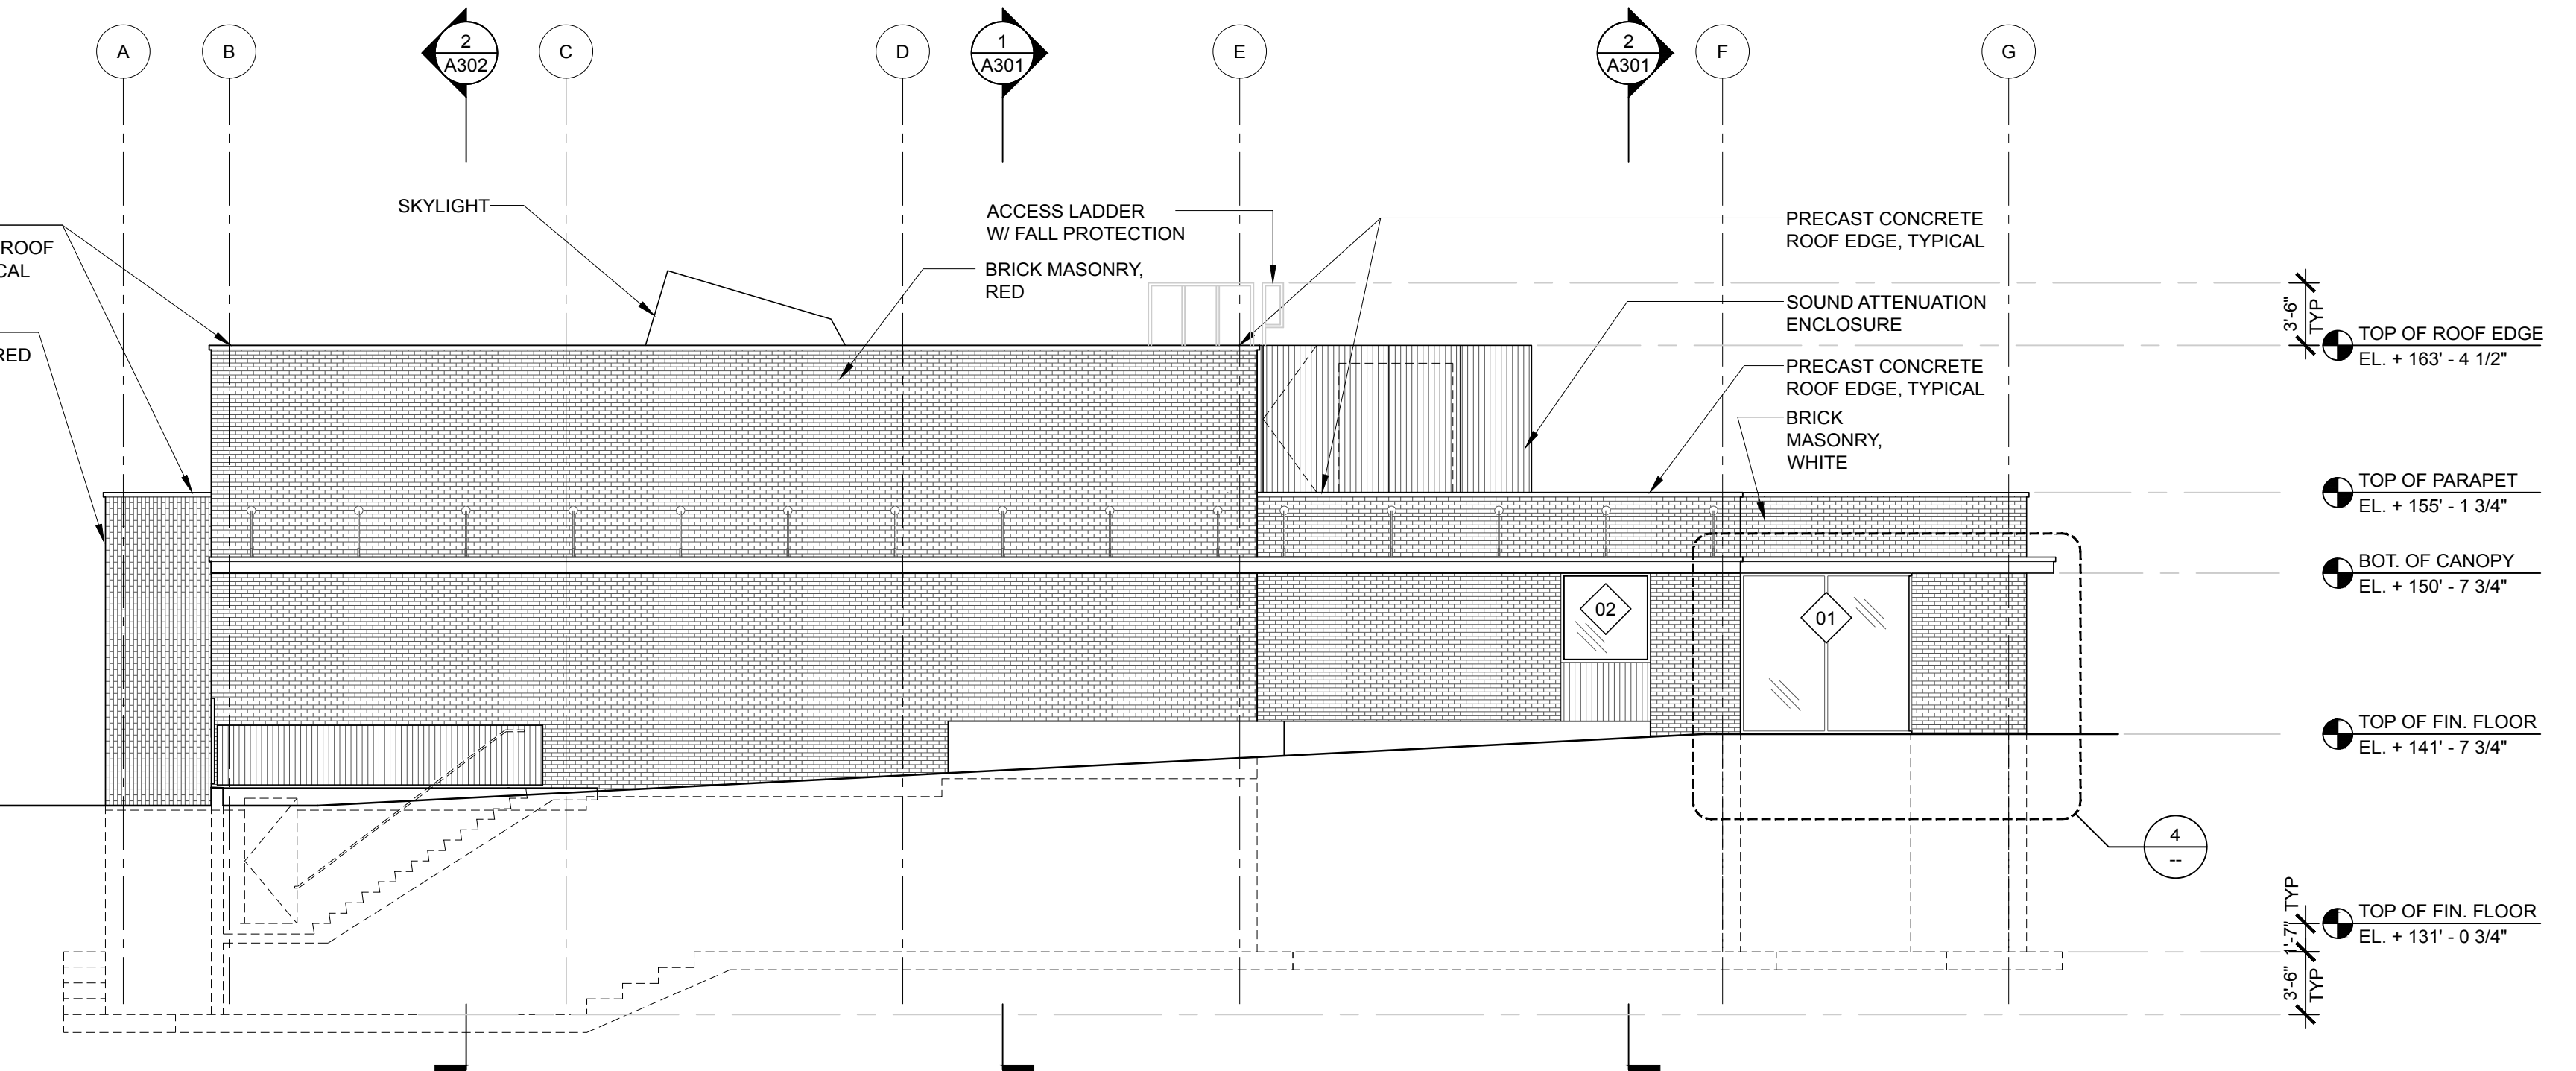 A
B
2
A302
C
D
1
A301
E
2
A301
F
G
SKYLIGHT
ACCESS LADDER
W/ FALL PROTECTION
BRICK MASONRY,
RED
PRECAST CONCRETE
ROOF EDGE, TYPICAL
ROOF
CAL
RED
SOUND ATTENUATION
ENCLOSURE
PRECAST CONCRETE
ROOF EDGE, TYPICAL
BRICK
MASONRY,
WHITE
3'-6"
TYP
TOP OF ROOF EDGE
EL. + 163' - 4 1/2"
TOP OF PARAPET
EL. + 155' - 1 3/4"
BOT. OF CANOPY
EL. + 150' - 7 3/4"
02
01
TOP OF FIN. FLOOR
EL. + 141' - 7 3/4"
4
--
1'-7" TYP
TOP OF FIN. FLOOR
EL. + 131' - 0 3/4"
3'-6"
TYP